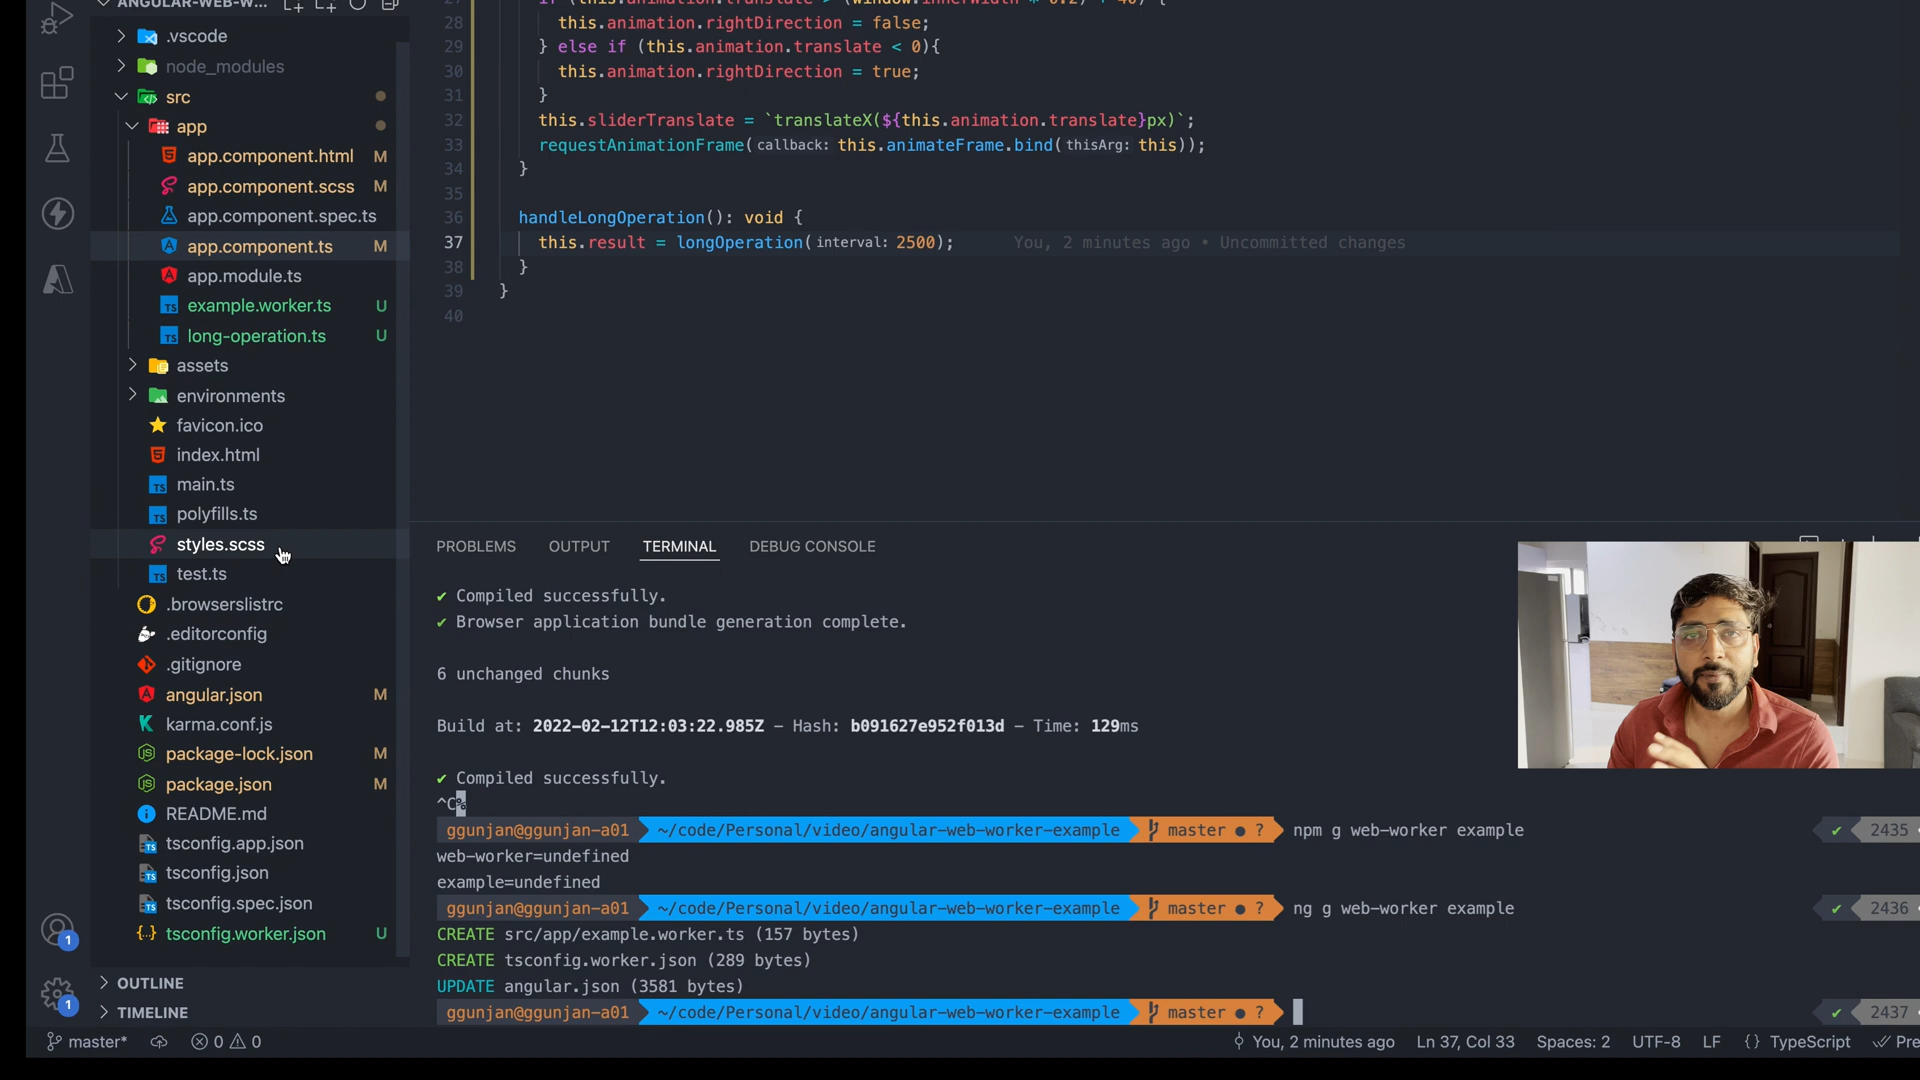 ANGULAR-WEB-W...
.vscode
node_modules
src
app
app.component.html M
app.component.scss M
app.component.spec.ts
app.component.ts M
app.module.ts
example.worker.ts U
long-operation.ts U
assets
environments
favicon.ico
index.html
main.ts
polyfills.ts
styles.scss
test.ts
.browserslistrc
.editorconfig
.gitignore
angular.json M
karma.conf.js
package-lock.json M
package.json M
README.md
tsconfig.app.json
tsconfig.json
tsconfig.spec.json
tsconfig.worker.json U
OUTLINE
TIMELINE
1
1
28 this.animation.rightDirection = false;
29 } else if (this.animation.translate < 0){
30 this.animation.rightDirection = true;
31 }
32 this.sliderTranslate = `translateX(${this.animation.translate}px)`;
33 requestAnimationFrame(callback: this.animateFrame.bind(thisArg: this));
34 }
35
36 handleLongOperation(): void {
37 this.result = longOperation(interval: 2500); You, 2 minutes ago • Uncommitted changes
38 }
39 }
40
PROBLEMS OUTPUT TERMINAL DEBUG CONSOLE
✔ Compiled successfully.
✔ Browser application bundle generation complete.
6 unchanged chunks
Build at: 2022-02-12T12:03:22.985Z - Hash: b091627e952f013d - Time: 129ms
✔ Compiled successfully.
^C%
ggunjan@ggunjan-a01 ~/code/Personal/video/angular-web-worker-example master ● ? npm g web-worker example ✔ 2435
web-worker=undefined
example=undefined
ggunjan@ggunjan-a01 ~/code/Personal/video/angular-web-worker-example master ● ? ng g web-worker example ✔ 2436
CREATE src/app/example.worker.ts (157 bytes)
CREATE tsconfig.worker.json (289 bytes)
UPDATE angular.json (3581 bytes)
ggunjan@ggunjan-a01 ~/code/Personal/video/angular-web-worker-example master ● ? ✔ 2437
master* 0 0 You, 2 minutes ago Ln 37, Col 33 Spaces: 2 UTF-8 LF {} TypeScript Pre